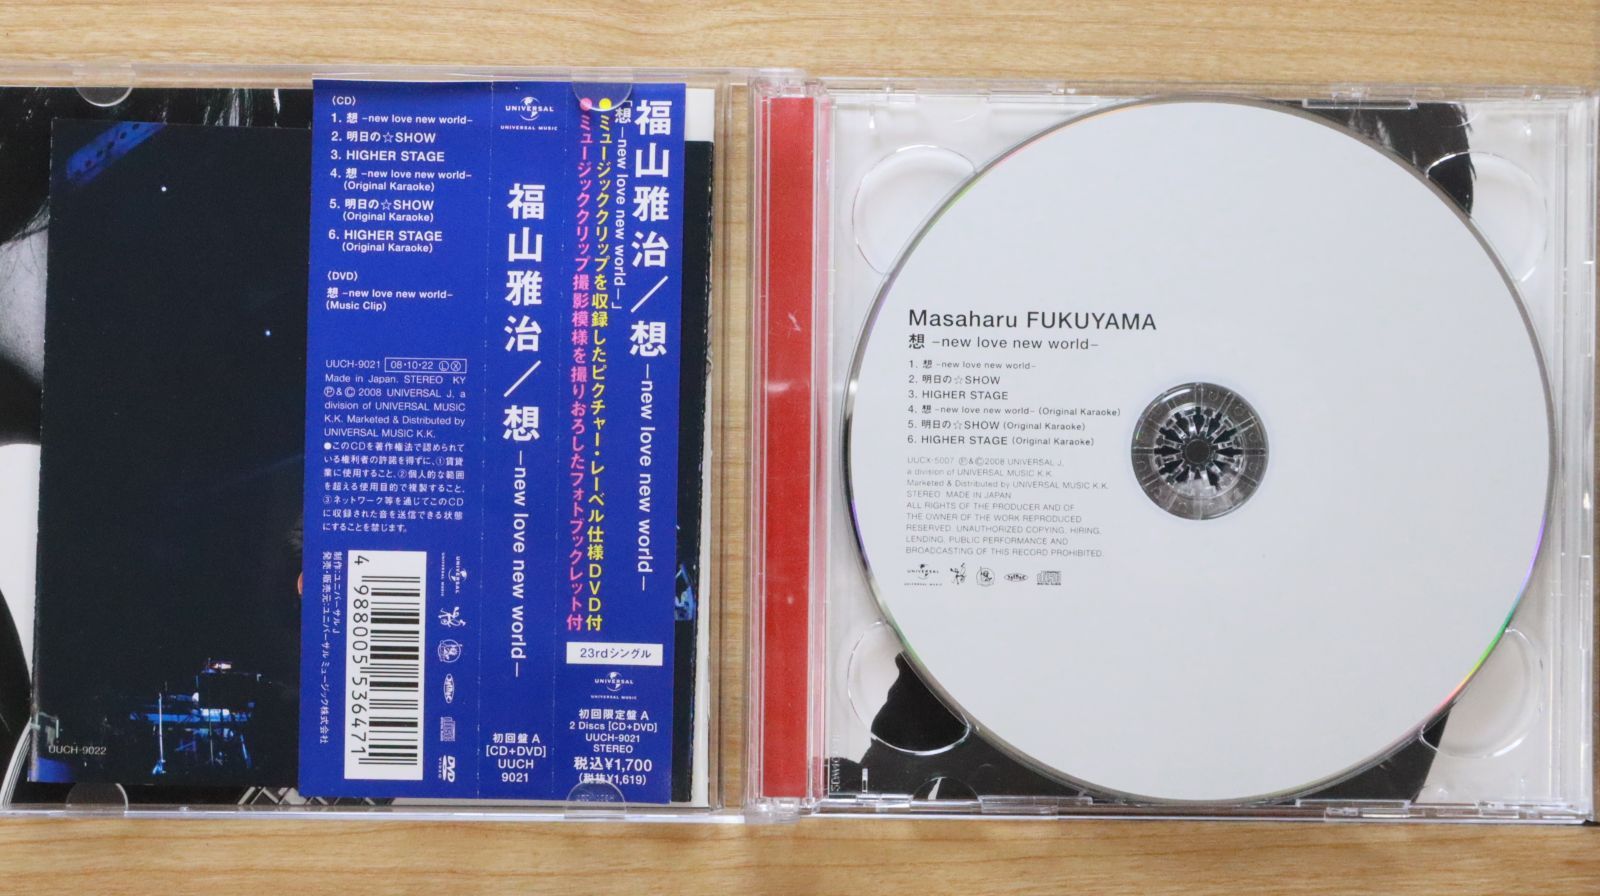 〈CD〉
1. 想 –new love new world–
2. 明日の☆SHOW
3. HIGHER STAGE
4. 想 –new love new world–
(Original Karaoke)
5. 明日の☆SHOW
(Original Karaoke)
6. HIGHER STAGE
(Original Karaoke)
〈DVD〉
想 –new love new world–
(Music Clip)
UUCH-9021 08・10・22 Ⓛ Ⓧ
Made in Japan. STEREO KY
Ⓟ&Ⓒ 2008 UNIVERSAL J, a
division of UNIVERSAL MUSIC
K.K. Marketed & Distributed by
UNIVERSAL MUSIC K.K.
●このCDを著作権法で認められて
いる権利者の許諾を得ずに、①賃貸
業に使用すること、②個人的な範囲
を超える使用目的で複製すること、
③ネットワーク等を通じてこのCD
に収録された音を送信できる状態
にすることを禁じます。
制作:ユニバーサル J
発売・販売元:ユニバーサル ミュージック株式会社
4 988005 536471
UNIVERSAL
DVD
VIDEO
UUCH-9022
UNIVERSAL
UNIVERSAL MUSIC
福山雅治／想 –new love new world–
初回盤 A
[CD+DVD]
UUCH
9021
福山雅治／想 –new love new world–
「想 –new love new world–」
●ミュージッククリップを収録したピクチャー・レーベル仕様DVD付
●ミュージッククリップ撮影模様を撮りおろしたフォトブックレット付
23rdシングル
UNIVERSAL
UNIVERSAL MUSIC
初回限定盤 A
2 Discs [CD+DVD]
UUCH-9021
STEREO
税込¥1,700
(税抜¥1,619)
Masaharu FUKUYAMA
想 –new love new world–
1. 想 –new love new world–
2. 明日の☆SHOW
3. HIGHER STAGE
4. 想 –new love new world– (Original Karaoke)
5. 明日の☆SHOW (Original Karaoke)
6. HIGHER STAGE (Original Karaoke)
UUCX-5007 Ⓟ&Ⓒ2008 UNIVERSAL J,
a division of UNIVERSAL MUSIC K.K.
Marketed & Distributed by UNIVERSAL MUSIC K.K.
STEREO MADE IN JAPAN
ALL RIGHTS OF THE PRODUCER AND OF
THE OWNER OF THE WORK REPRODUCED
RESERVED. UNAUTHORIZED COPYING, HIRING,
LENDING, PUBLIC PERFORMANCE AND
BROADCASTING OF THIS RECORD PROHIBITED.
UNIVERSAL
UNIVERSAL MUSIC